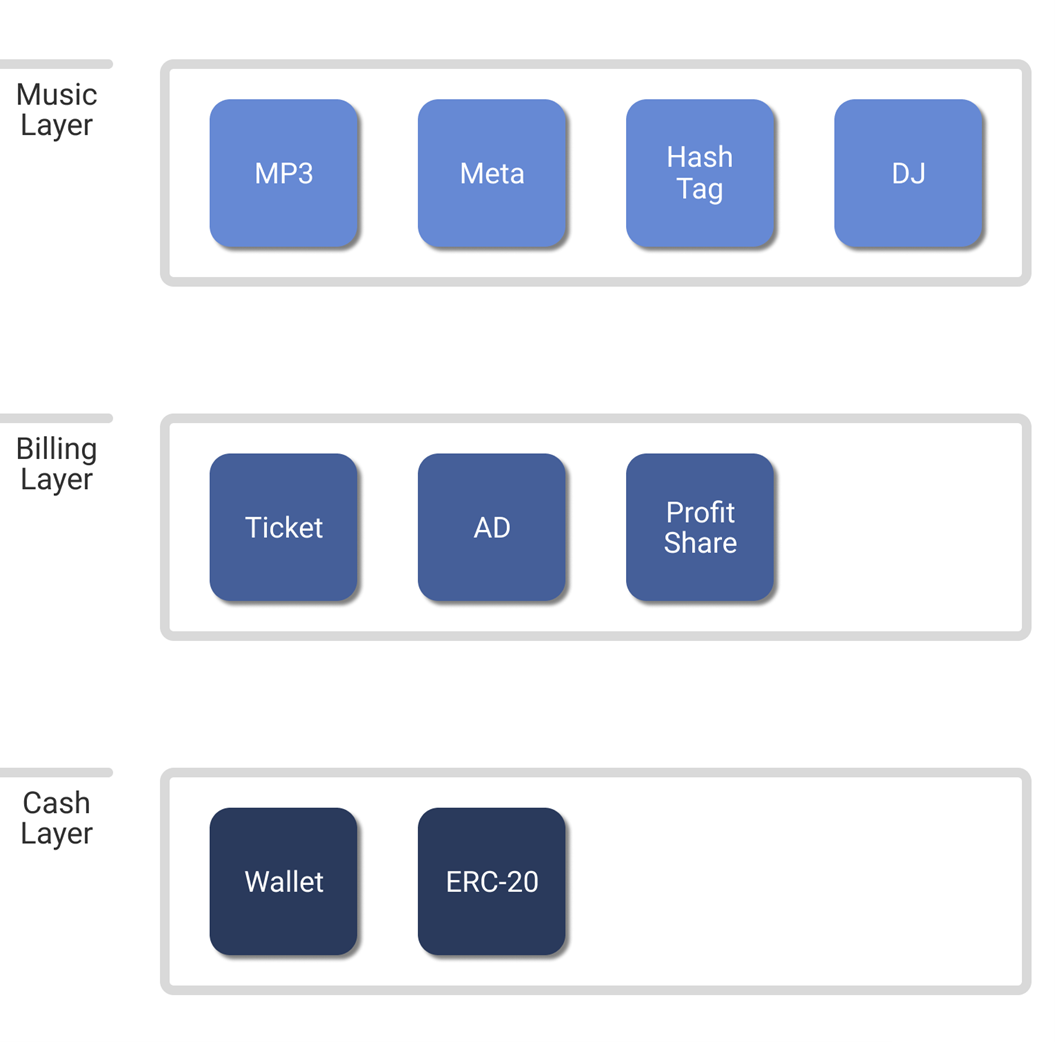 Music
Layer
MP3
Meta
Hash
Tag
DJ
Billing
Layer
Ticket
AD
Profit
Share
Cash
Layer
Wallet
ERC-20